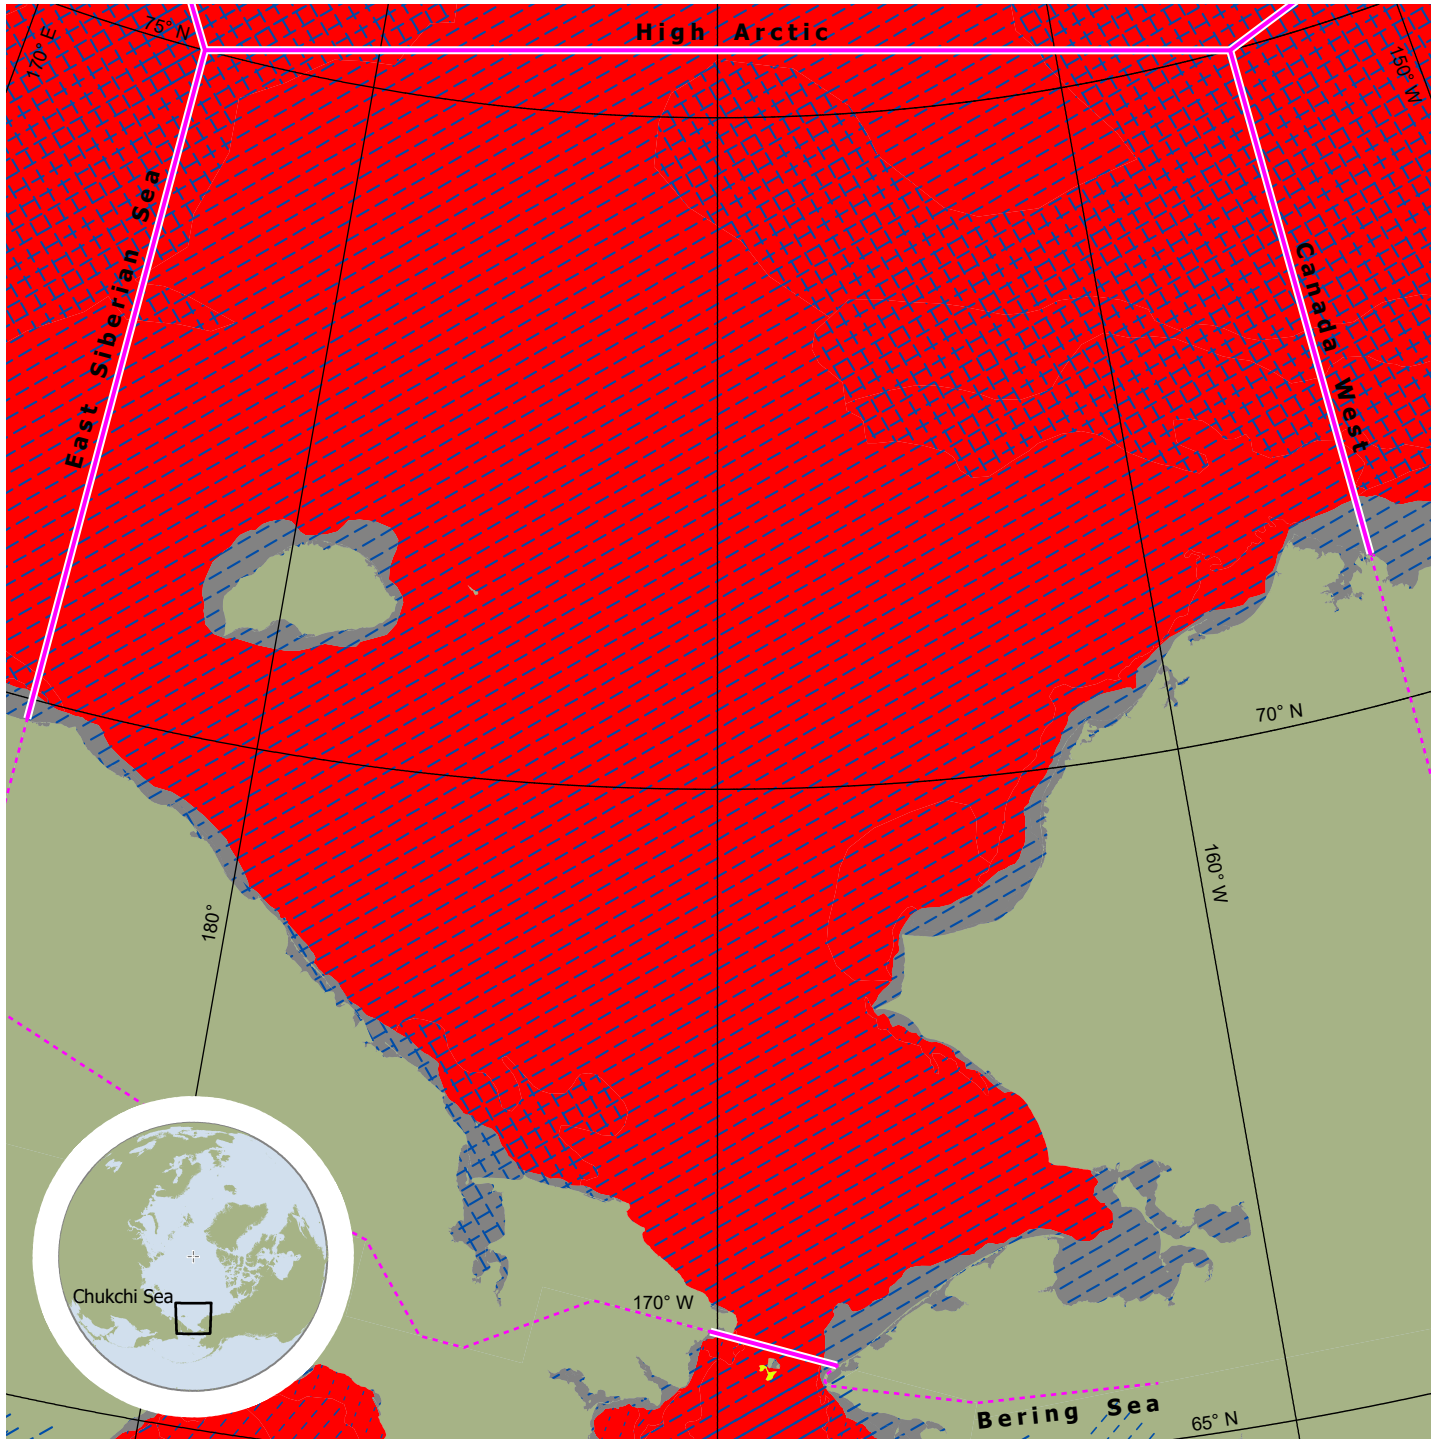 High Arctic
75° N
170° E
150° W
East Siberian Sea
Canada West
70° N
160° W
180°
Chukchi Sea
170° W
Bering Sea
65° N